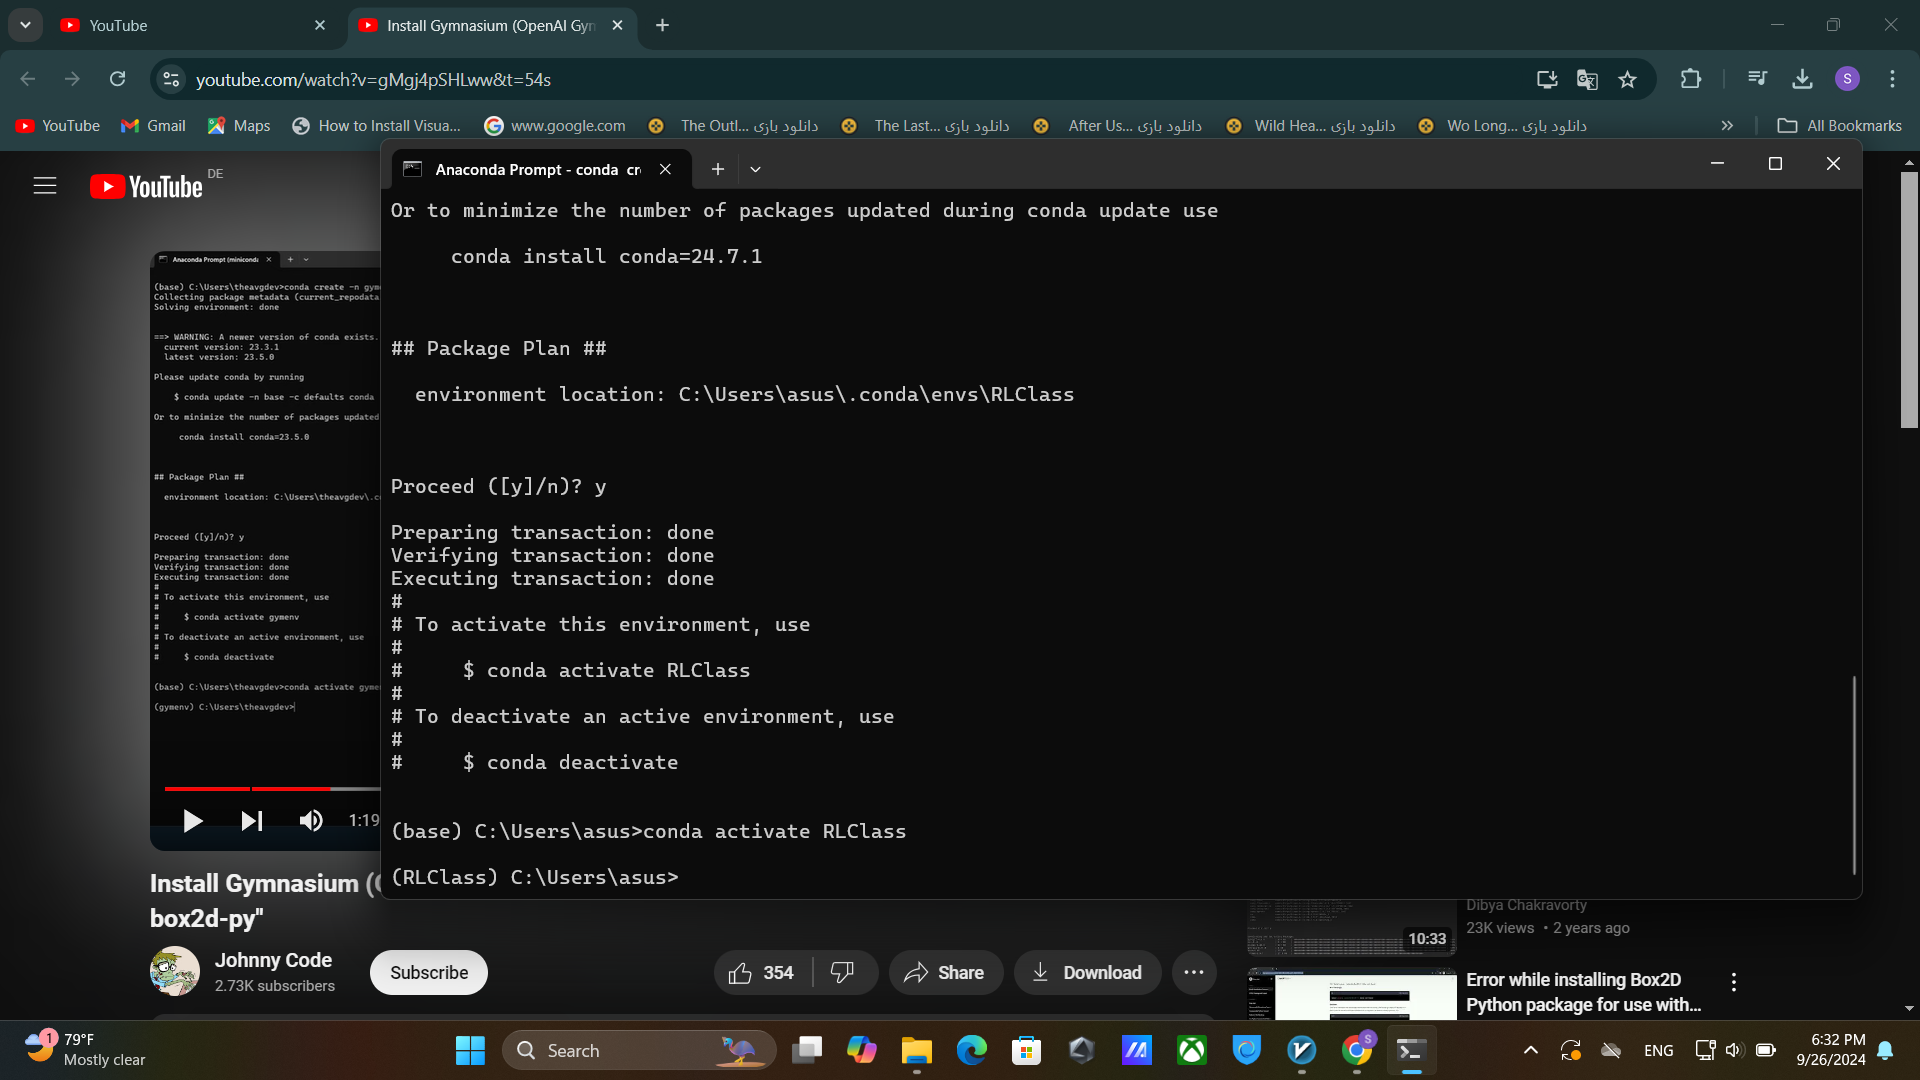 YouTube
Install Gymnasium (OpenAI Gyn
youtube.com/watch?v=gMgj4pSHLww&t=54s
S
YouTube
Gmail
Maps
How to Install Visua...
www.google.com
The Outl... دانلود بازی
The Last... دانلود بازی
After Us... دانلود بازی
Wild Hea... دانلود بازی
Wo Long... دانلود بازی
All Bookmarks
YouTube DE
Anaconda Prompt (minicond
(base) C:\Users\theavgdev>conda create -n gym
Collecting package metadata (current_repodata
Solving environment: done
==> WARNING: A newer version of conda exists.
current version: 23.3.1
latest version: 23.5.0
Please update conda by running
$ conda update -n base -c defaults conda
Or to minimize the number of packages updated
conda install conda=23.5.0
## Package Plan ##
environment location: C:\Users\theavgdev\.c
Proceed ([y]/n)? y
Preparing transaction: done
Verifying transaction: done
Executing transaction: done
#
# To activate this environment, use
#
# $ conda activate gymenv
#
# To deactivate an active environment, use
#
# $ conda deactivate
(base) C:\Users\theavgdev>conda activate gyme
(gymenv) C:\Users\theavgdev>
1:19
Anaconda Prompt - conda cr
Or to minimize the number of packages updated during conda update use
conda install conda=24.7.1
## Package Plan ##
environment location: C:\Users\asus\.conda\envs\RLClass
Proceed ([y]/n)? y
Preparing transaction: done
Verifying transaction: done
Executing transaction: done
#
# To activate this environment, use
#
# $ conda activate RLClass
#
# To deactivate an active environment, use
#
# $ conda deactivate
(base) C:\Users\asus>conda activate RLClass
(RLClass) C:\Users\asus>
Install Gymnasium (
box2d-py"
Johnny Code
2.73K subscribers
Subscribe
354
Share
Download
10:33
Dibya Chakravorty
23K views • 2 years ago
Error while installing Box2D
Python package for use with...
1
79°F
Mostly clear
Search
S
ENG
6:32 PM
9/26/2024